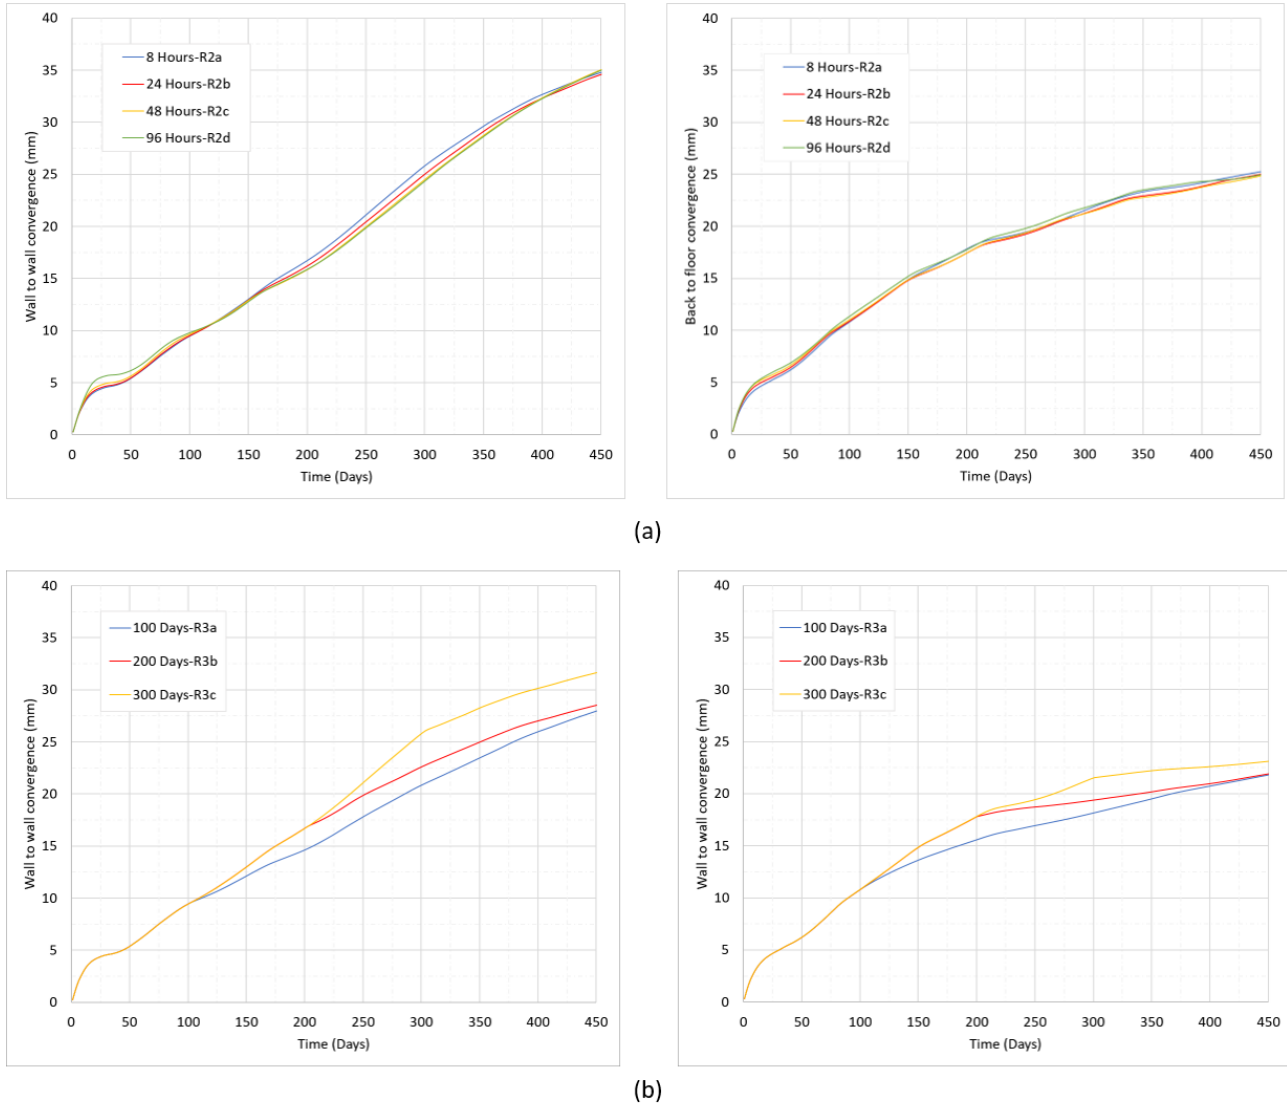 40
35
30
25
20
15
10
5
0
Wall to wall convergence (mm)
8 Hours-R2a
24 Hours-R2b
48 Hours-R2c
96 Hours-R2d
0 50 100 150 200 250 300 350 400 450
Time (Days)
40
35
30
25
20
15
10
5
0
Back to floor convergence (mm)
8 Hours-R2a
24 Hours-R2b
48 Hours-R2c
96 Hours-R2d
0 50 100 150 200 250 300 350 400 450
Time (Days)
(a)
40
35
30
25
20
15
10
5
0
Wall to wall convergence (mm)
100 Days-R3a
200 Days-R3b
300 Days-R3c
0 50 100 150 200 250 300 350 400 450
Time (Days)
40
35
30
25
20
15
10
5
0
Wall to wall convergence (mm)
100 Days-R3a
200 Days-R3b
300 Days-R3c
0 50 100 150 200 250 300 350 400 450
Time (Days)
(b)